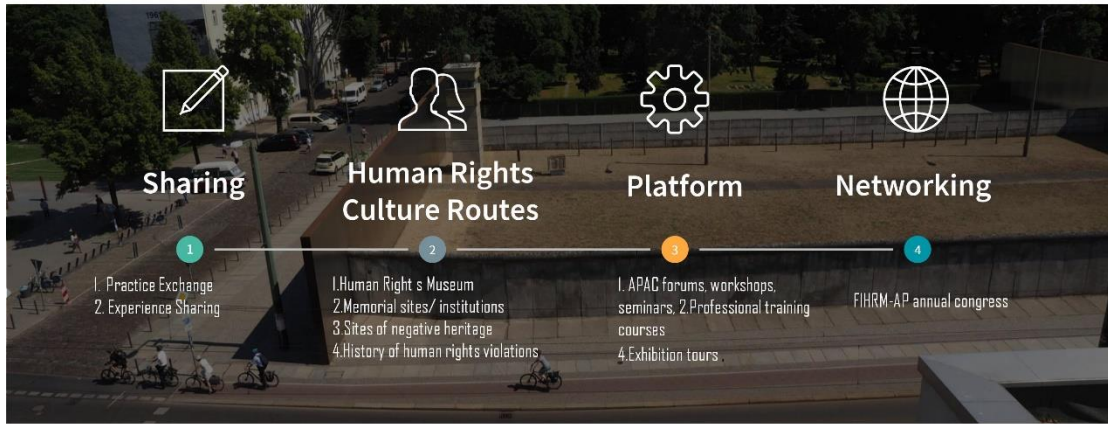 Sharing
Human Rights
Culture Routes
Platform
Networking
1
2
3
4
1. Practice Exchange
2. Experience Sharing
1.Human Right s Museum
2.Memorial sites/ institutions
3.Sites of negative heritage
4.History of human rights violations
1. APAC forums, workshops,
seminars, 2.Professional training
courses
4.Exhibition tours .
FIHRM-AP annual congress